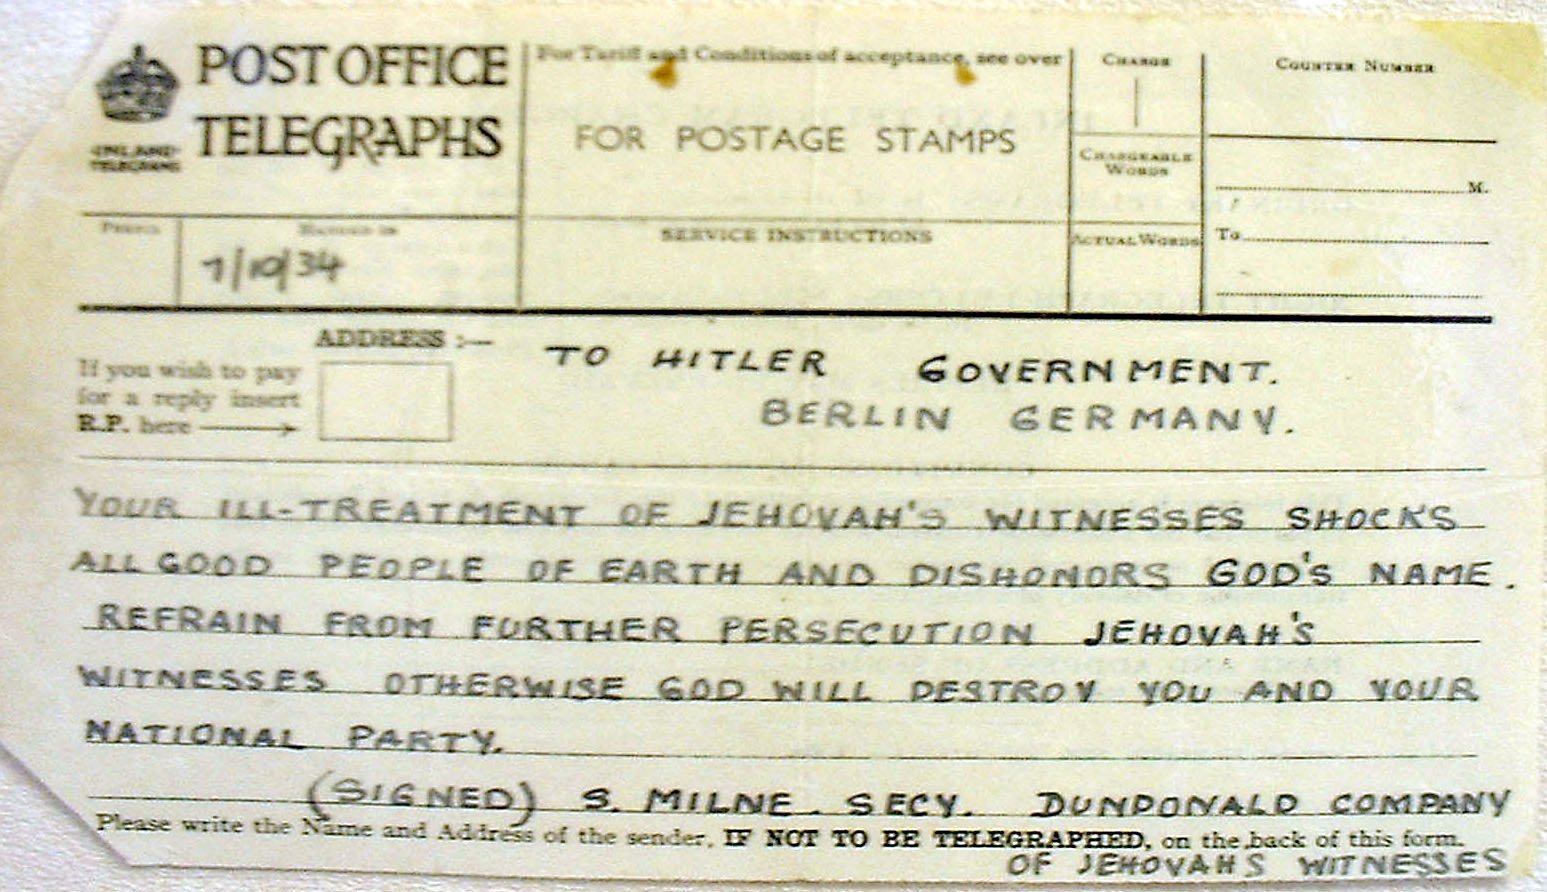 POST OFFICE
TELEGRAPHS
INLAND
TELEGRAMS
For Tariff and Conditions of acceptance, see over
FOR POSTAGE STAMPS
CHARGE
CHARGEABLE
WORDS
COUNTER NUMBER
M.
PREFIX
HANDED IN
7/10/34
SERVICE INSTRUCTIONS
ACTUAL WORDS
To
ADDRESS :—
If you wish to pay
for a reply insert
R.P. here
TO HITLER GOVERNMENT.
BERLIN GERMANY.
YOUR ILL-TREATMENT OF JEHOVAH'S WITNESSES SHOCKS
ALL GOOD PEOPLE OF EARTH AND DISHONORS GOD'S NAME.
REFRAIN FROM FURTHER PERSECUTION JEHOVAH'S
WITNESSES OTHERWISE GOD WILL DESTROY YOU AND YOUR
NATIONAL PARTY.
(SIGNED) S. MILNE. SECY. DUNDONALD COMPANY
Please write the Name and Address of the sender, IF NOT TO BE TELEGRAPHED, on the back of this form.
OF JEHOVAHS WITNESSES